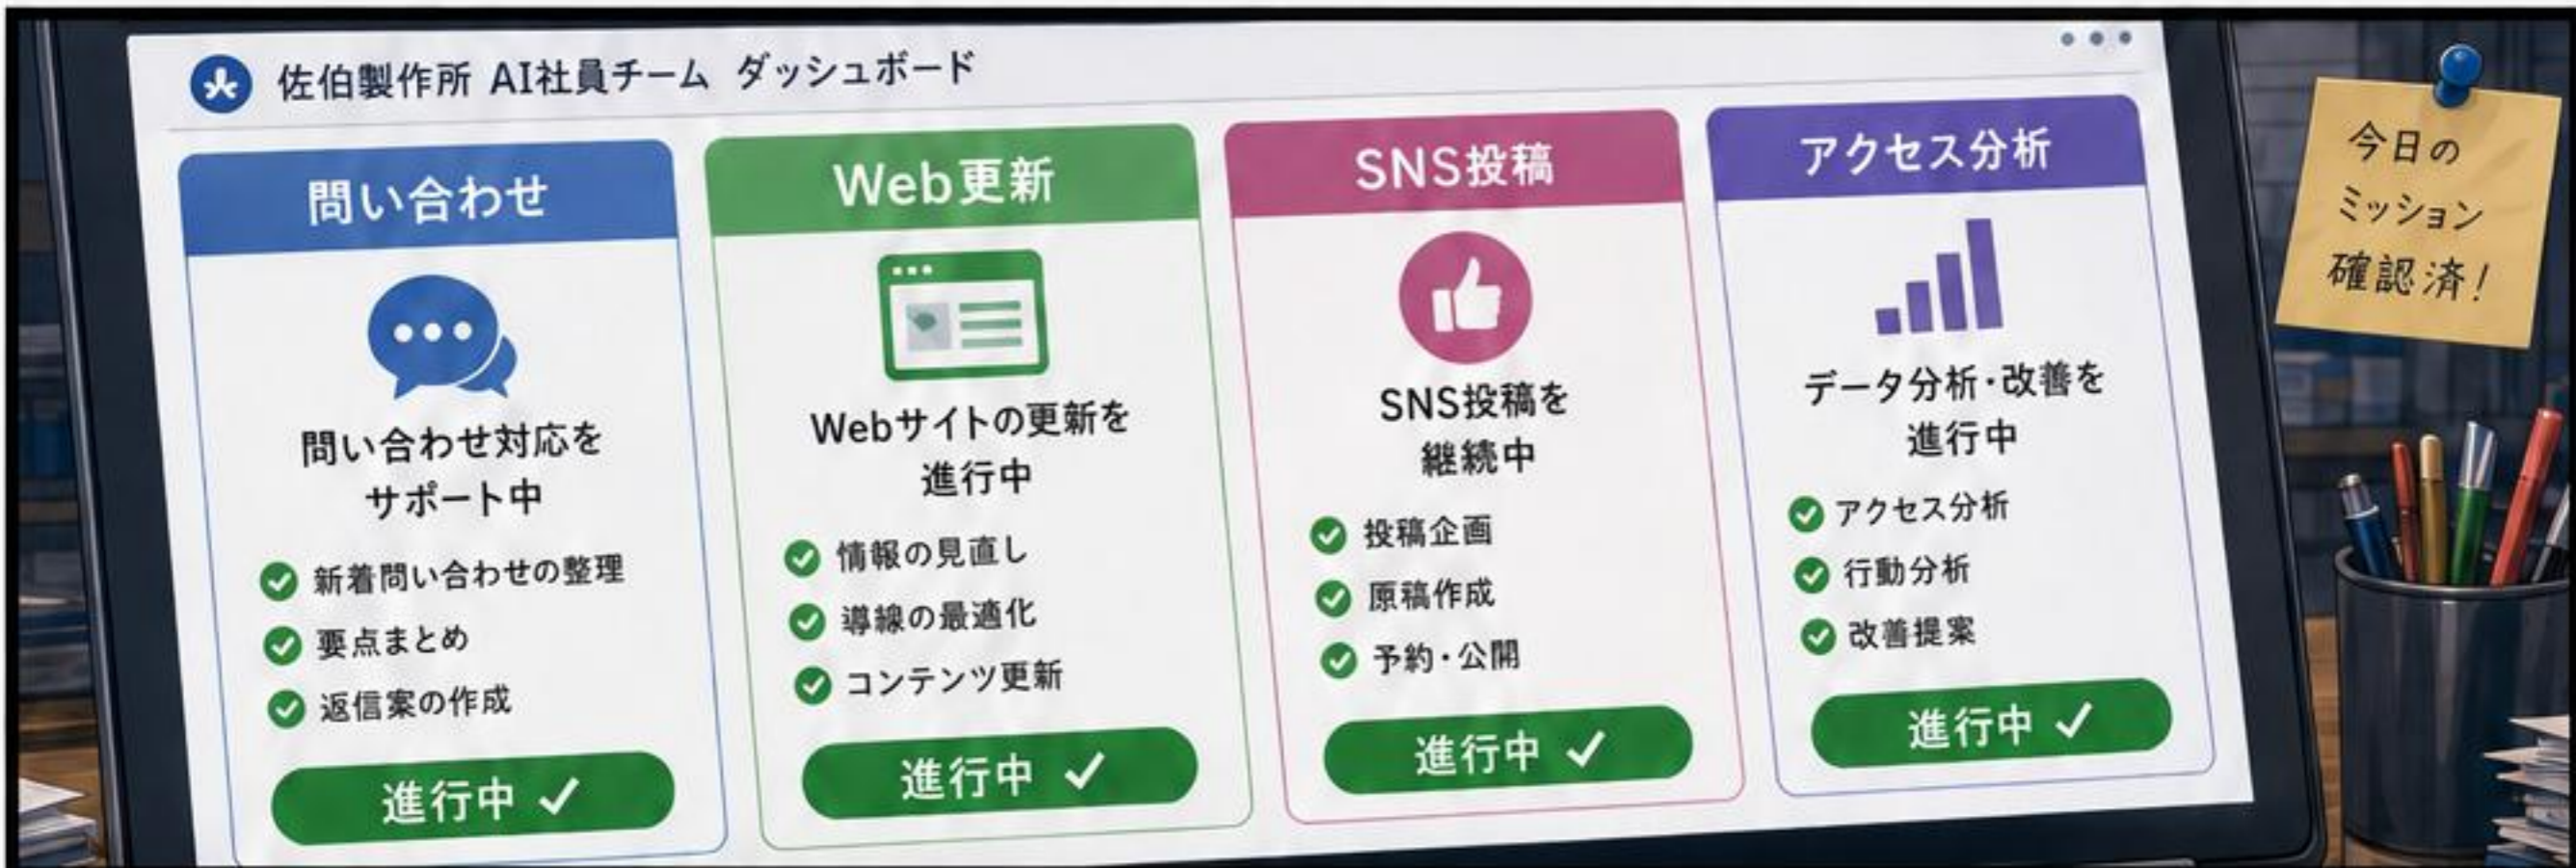 佐伯製作所 AI社員チーム ダッシュボード
問い合わせ
問い合わせ対応を
サポート中
新着問い合わせの整理
要点まとめ
返信案の作成
進行中
Web更新
Webサイトの更新を
進行中
情報の見直し
導線の最適化
コンテンツ更新
進行中
SNS投稿
SNS投稿を
継続中
投稿企画
原稿作成
予約・公開
進行中
アクセス分析
データ分析・改善を
進行中
アクセス分析
行動分析
改善提案
進行中
今日の
ミッション
確認済!